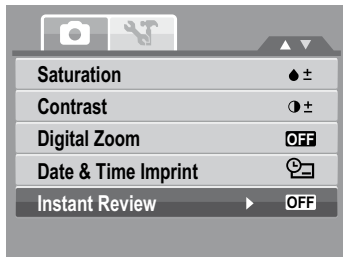 Saturation
Contrast
Digital Zoom OFF
Date & Time Imprint
Instant Review OFF